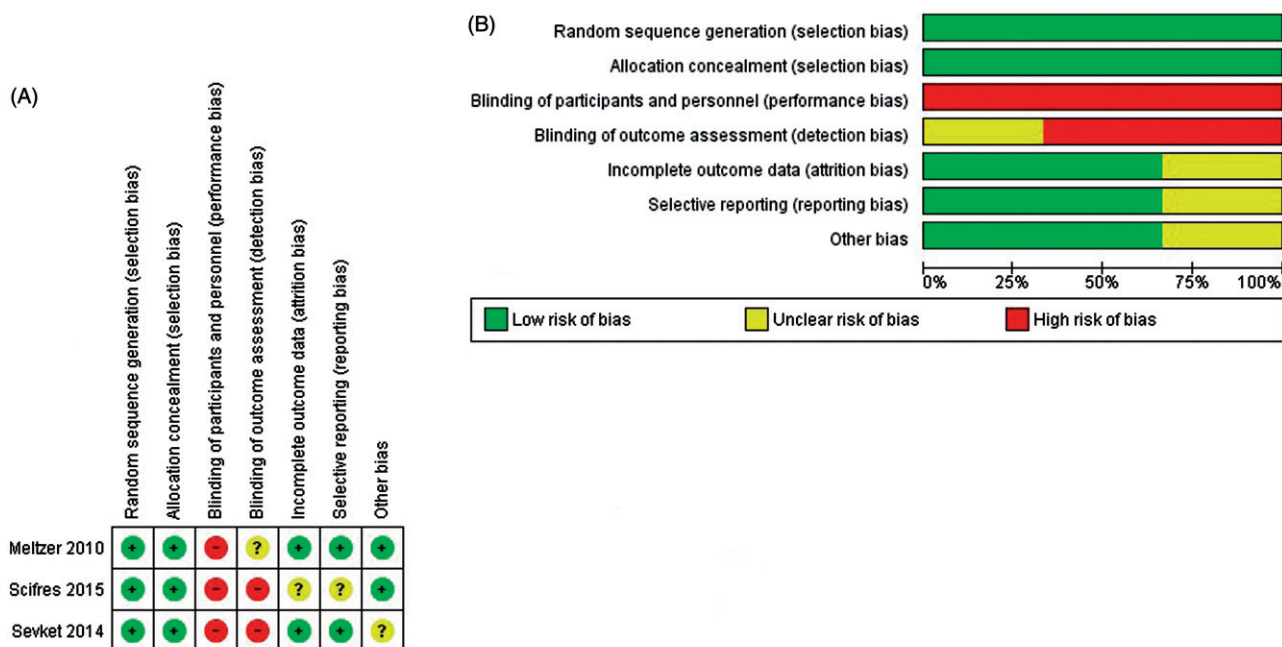 (A)
Random sequence generation (selection bias)
Allocation concealment (selection bias)
Blinding of participants and personnel (performance bias)
Blinding of outcome assessment (detection bias)
Incomplete outcome data (attrition bias)
Selective reporting (reporting bias)
Other bias
Meltzer 2010 + + - ? + + +
Scifres 2015 + + - - ? ? +
Sevket 2014 + + - - + + ?
(B)
Random sequence generation (selection bias)
Allocation concealment (selection bias)
Blinding of participants and personnel (performance bias)
Blinding of outcome assessment (detection bias)
Incomplete outcome data (attrition bias)
Selective reporting (reporting bias)
Other bias
0% 25% 50% 75% 100%
Low risk of bias Unclear risk of bias High risk of bias